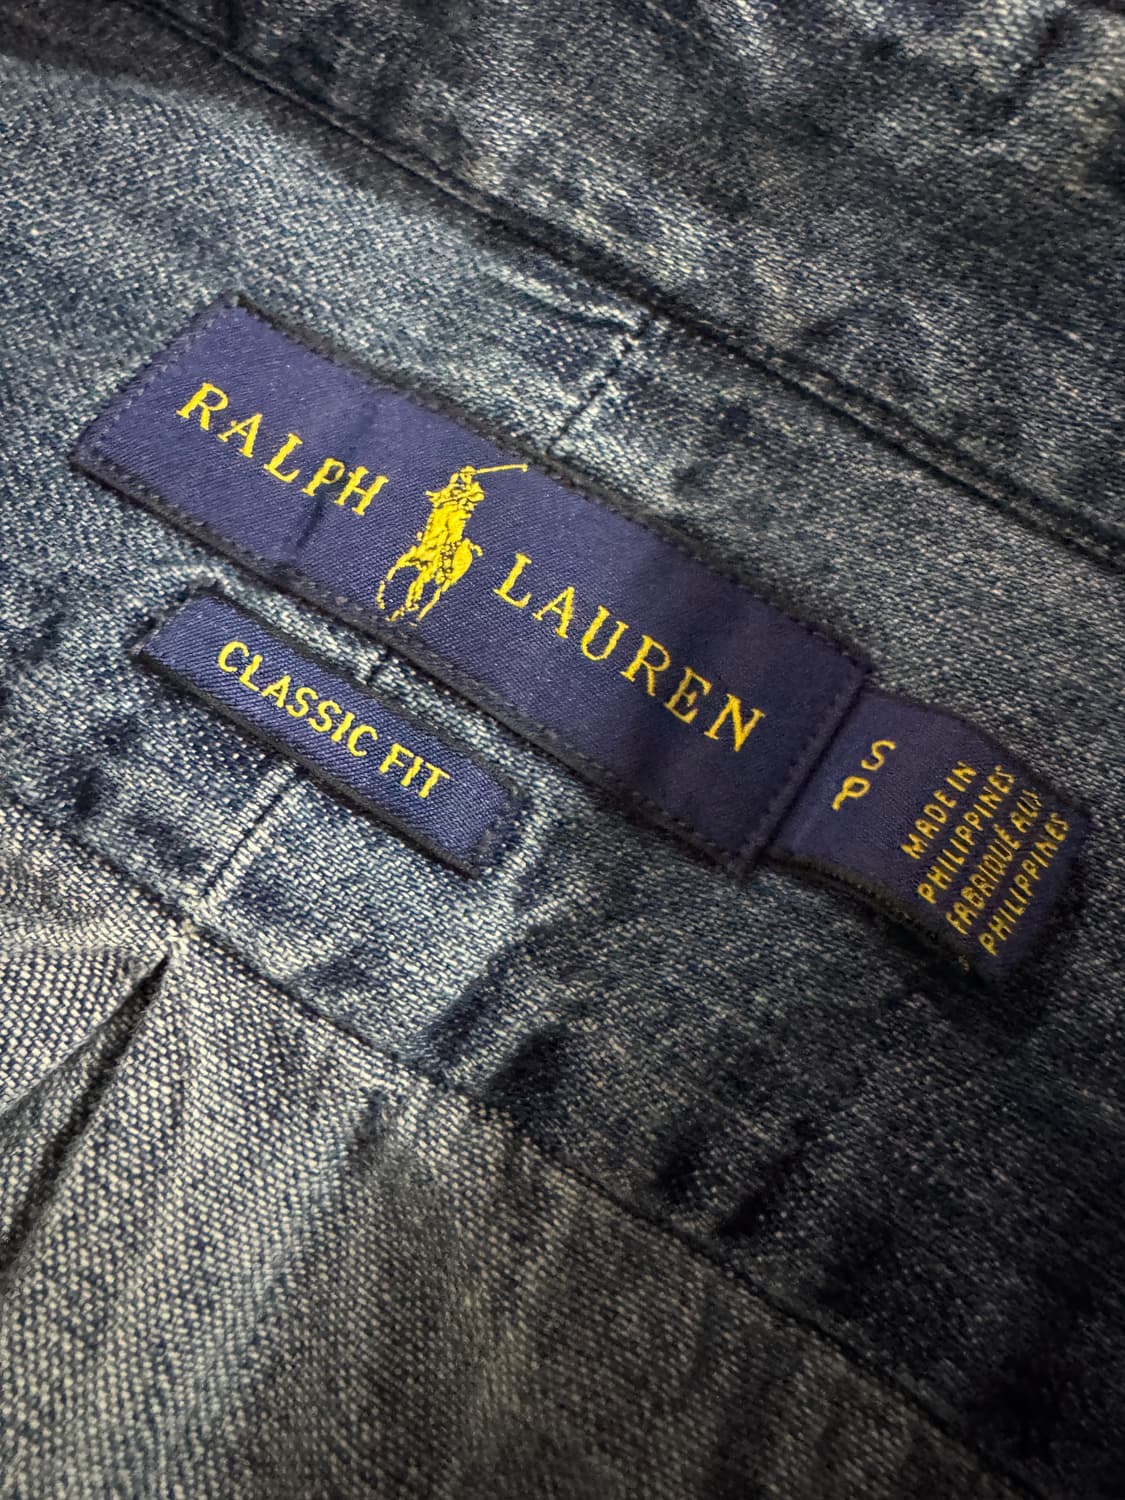 RALPH LAUREN
CLASSIC FIT
S
P
MADE IN
PHILIPPINES
FABRIQUÉ AUX
PHILIPPINES